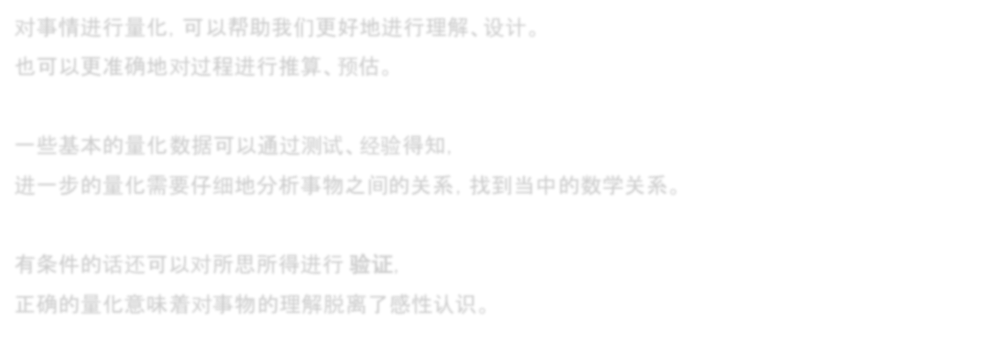 对事情进行量化, 可以帮助我们更好地进行理解、设计。
也可以更准确地对过程进行推算、预估。
一些基本的量化数据可以通过测试、经验得知,
进一步的量化需要仔细地分析事物之间的关系, 找到当中的数学关系。
有条件的话还可以对所思所得进行 验证,
正确的量化意味着对事物的理解脱离了感性认识。